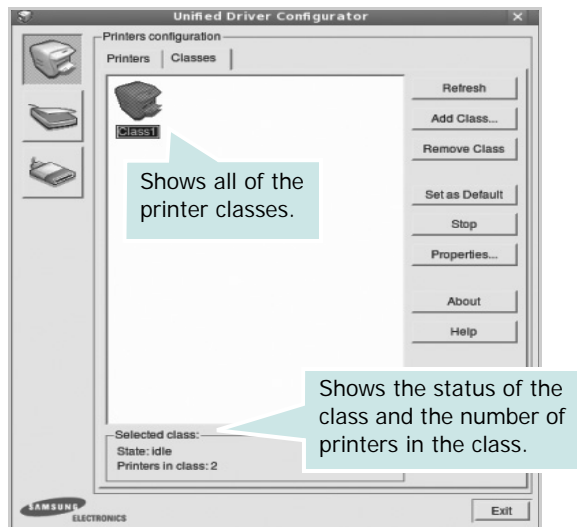 Unified Driver Configurator
Printers configuration
Printers
Classes
Class1
Shows all of the
printer classes.
Refresh
Add Class...
Remove Class
Set as Default
Stop
Properties...
About
Help
Shows the status of the
class and the number of
printers in the class.
Selected class:
State: idle
Printers in class: 2
SAMSUNG
ELECTRONICS
Exit